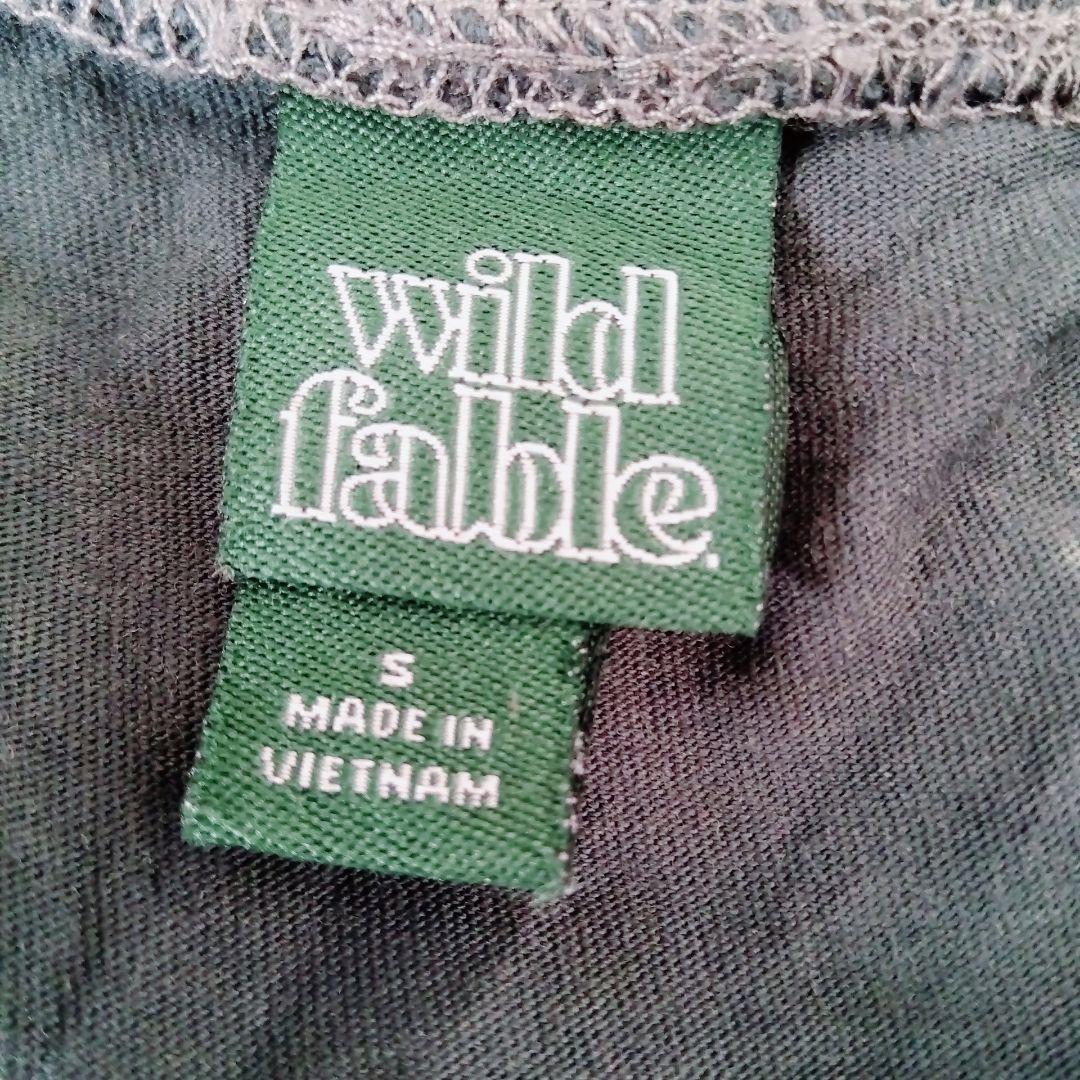 wild
fable.
S
MADE IN
VIETNAM